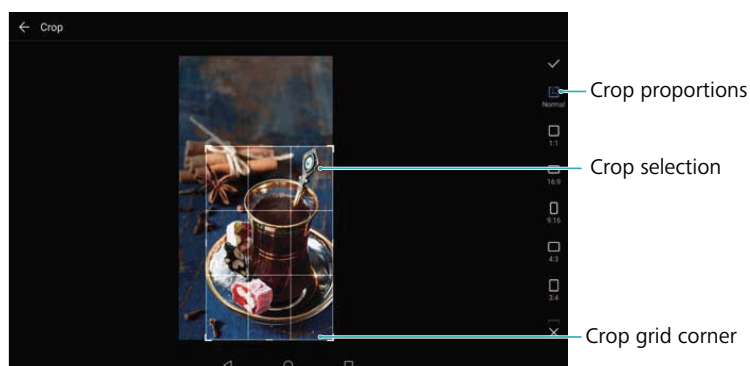 Crop
Normal
Crop proportions
1:1
Crop selection
16:9
9:16
4:3
3:4
Crop grid corner